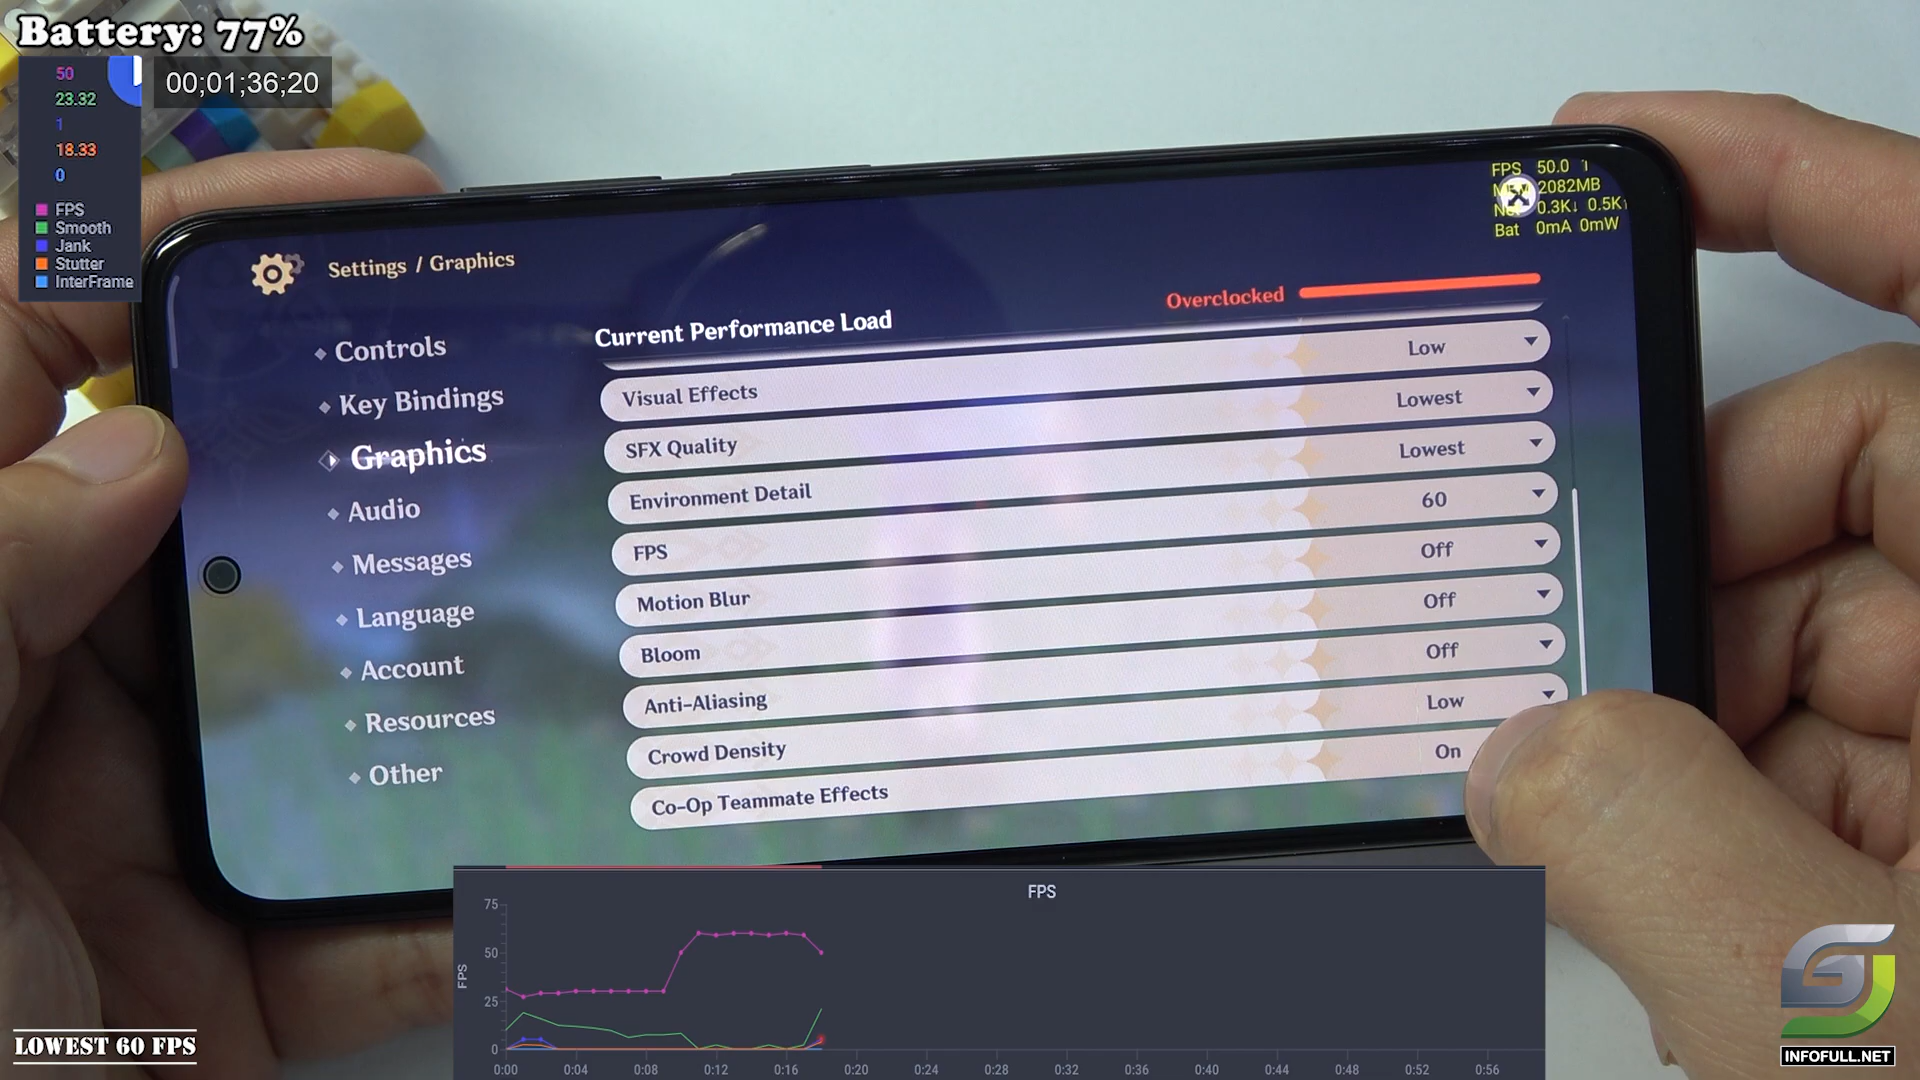 Battery: 77%
00;01;36;20
50
23.32
1
18.33
0
FPS
Smooth
Jank
Stutter
InterFrame
FPS 50.0
2082MB
0.3K↓ 0.5K↑
Bat 0mA 0mW
Settings / Graphics
Controls
Key Bindings
Graphics
Audio
Messages
Language
Account
Resources
Other
Current Performance Load
Overclocked
Low
Visual Effects
Lowest
SFX Quality
Lowest
Environment Detail
60
FPS
Off
Motion Blur
Off
Bloom
Off
Anti-Aliasing
Low
Crowd Density
On
Co-Op Teammate Effects
FPS
75
50
25
0
FPS
0:00 0:04 0:08 0:12 0:16 0:20 0:24 0:28 0:32 0:36 0:40 0:44 0:48 0:52 0:56
LOWEST 60 FPS
INFOFULL.NET